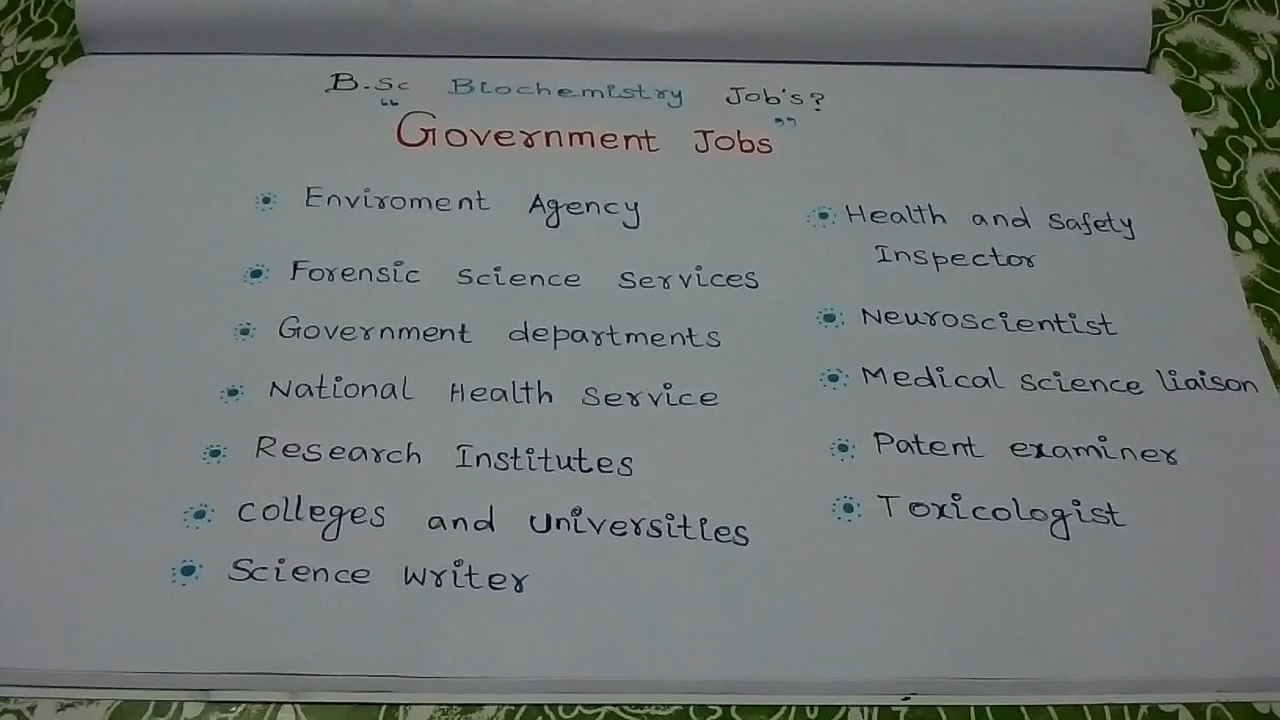 B.Sc Biochemistry Job's?
"Government Jobs"
Enviroment Agency
Forensic Science Services
Government departments
National Health Service
Research Institutes
Colleges and Universities
Science Writer
Health and Safety
Inspector
Neuroscientist
Medical Science liaison
Patent examiner
Toxicologist